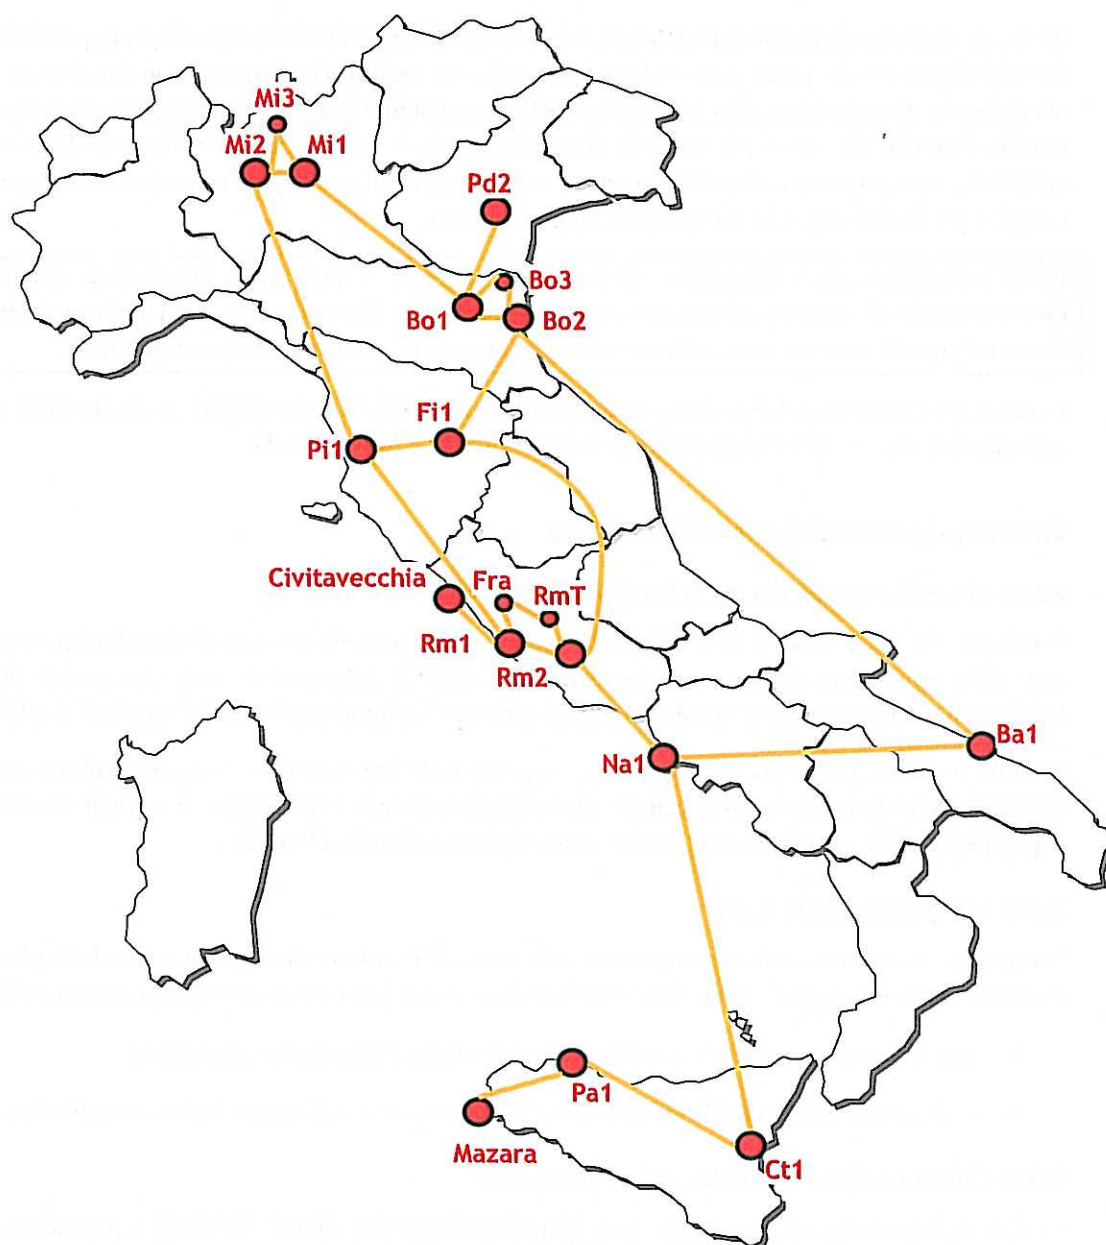 Mi3
Mi2
Mi1
Pd2
Bo3
Bo1
Bo2
Fi1
Pi1
Civitavecchia
Fra
RmT
Rm1
Rm2
Na1
Ba1
Pa1
Mazara
Ct1